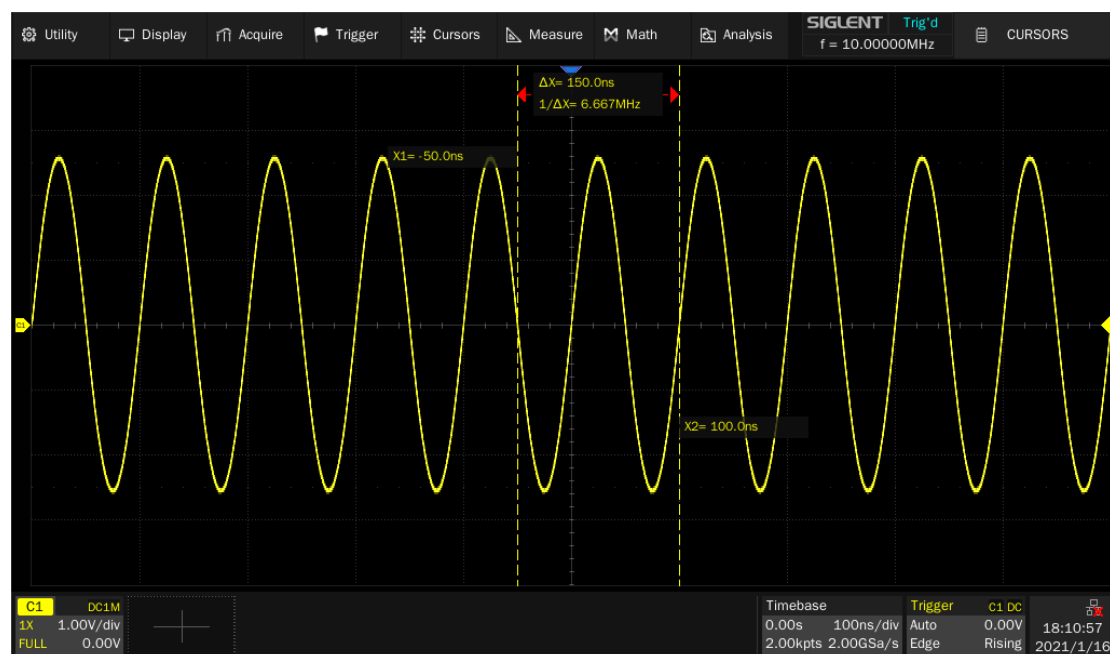 Utility Display Acquire Trigger Cursors Measure Math Analysis SIGLENT Trig'd CURSORS
f = 10.00000MHz
ΔX= 150.0ns
1/ΔX= 6.667MHz
X1= -50.0ns
C1
X2= 100.0ns
C1 DC1M
1X 1.00V/div
FULL 0.00V
Timebase
0.00s 100ns/div
2.00kpts 2.00GSa/s
Trigger C1 DC
Auto 0.00V
Edge Rising
18:10:57
2021/1/16